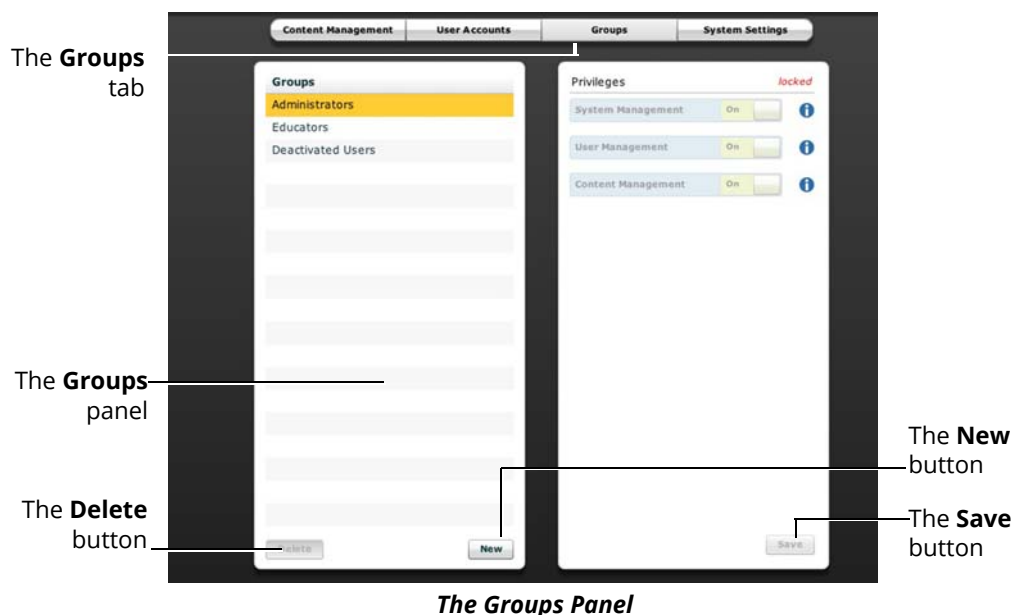 Content Management User Accounts Groups System Settings
The Groups
tab
Groups
Administrators
Educators
Deactivated Users
Privileges locked
System Management On
User Management On
Content Management On
The Groups
panel
The New
button
The Delete
button
The Save
button
Delete
New
Save
The Groups Panel